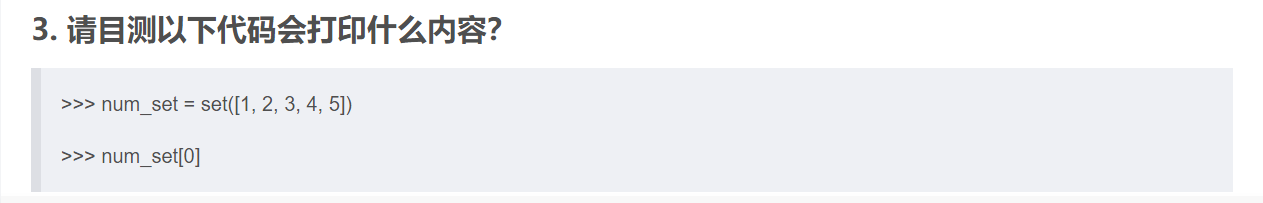 3. 请目测以下代码会打印什么内容？
>>> num_set = set([1, 2, 3, 4, 5])
>>> num_set[0]